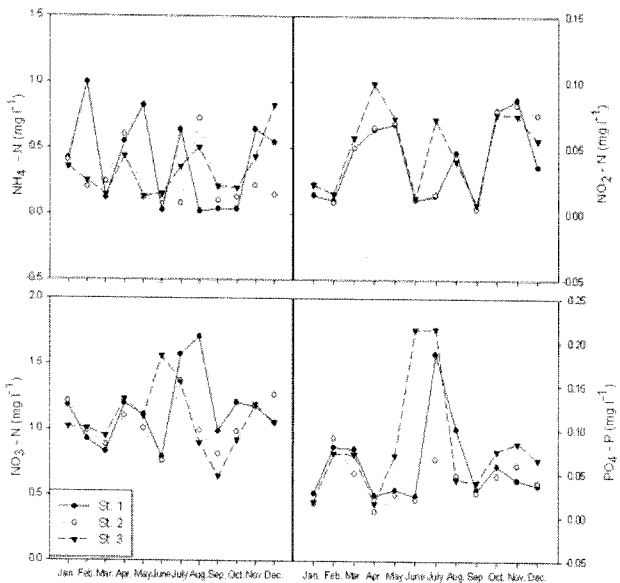 1.5
1.0
0.5
0.0
-0.5
NH₄ - N (mg l⁻¹)
0.15
0.10
0.05
0.00
-0.05
NO₂ - N (mg l⁻¹)
2.0
1.5
1.0
0.5
0.0
NO₃ - N (mg l⁻¹)
St. 1
St. 2
St. 3
0.25
0.20
0.15
0.10
0.05
0.00
-0.05
PO₄ - P (mg l⁻¹)
Jan. Feb. Mar. Apr. May June July Aug. Sep. Oct. Nov. Dec.
Jan. Feb. Mar. Apr. May June July Aug. Sep. Oct. Nov. Dec.